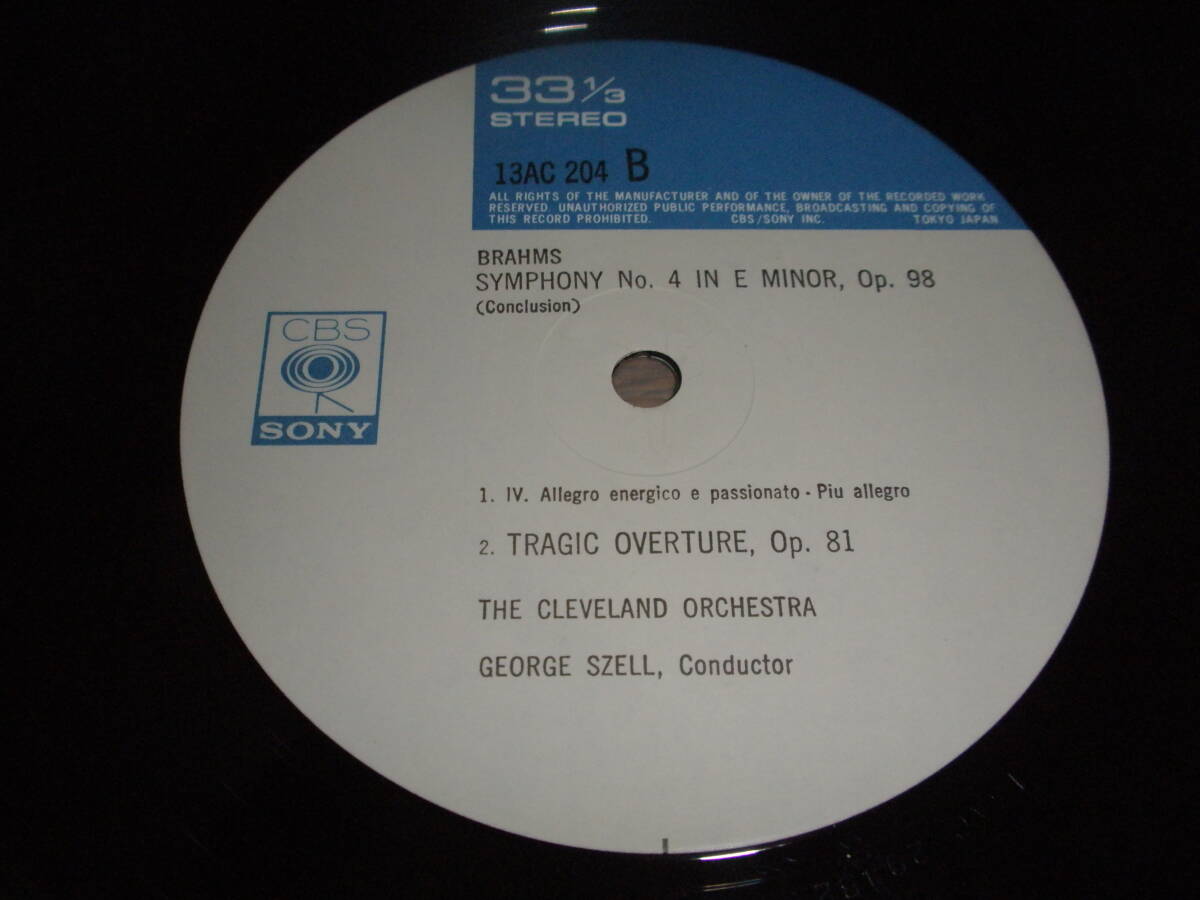 33 1/3
STEREO
13AC 204 B
ALL RIGHTS OF THE MANUFACTURER AND OF THE OWNER OF THE RECORDED WORK
RESERVED. UNAUTHORIZED PUBLIC PERFORMANCE, BROADCASTING AND COPYING OF
THIS RECORD PROHIBITED. CBS/SONY INC. TOKYO JAPAN
BRAHMS
SYMPHONY No. 4 IN E MINOR, Op. 98
(Conclusion)
CBS
SONY
1. IV. Allegro energico e passionato - Piu allegro
2. TRAGIC OVERTURE, Op. 81
THE CLEVELAND ORCHESTRA
GEORGE SZELL, Conductor